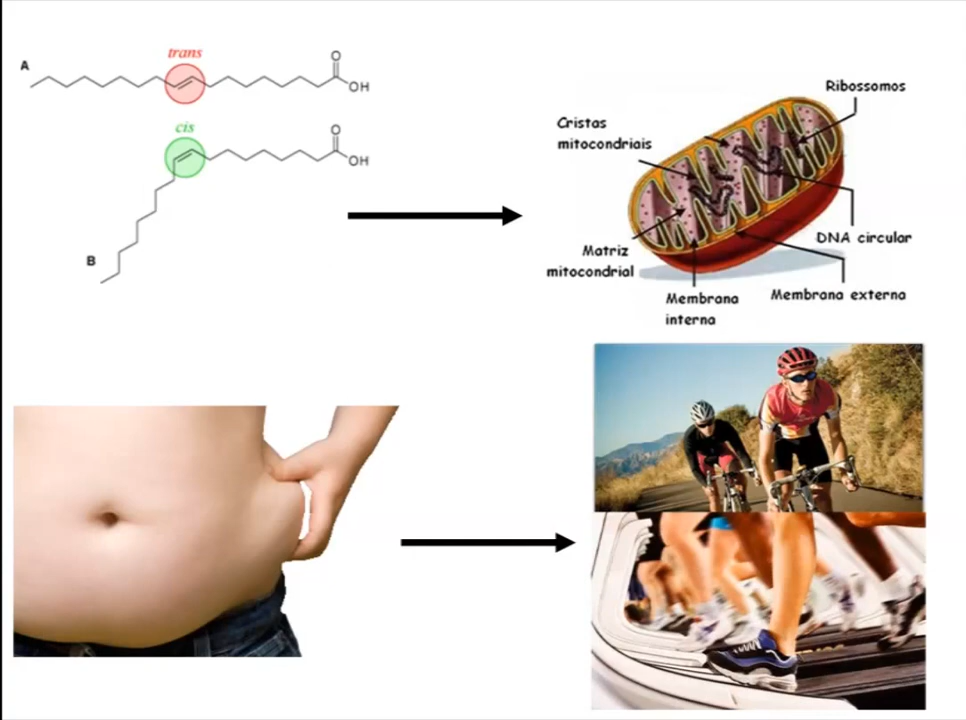 trans
A
O
OH
cis
O
OH
B
Ribossomos
Cristas
mitocondriais
DNA circular
Matriz
mitocondrial
Membrana externa
Membrana
interna